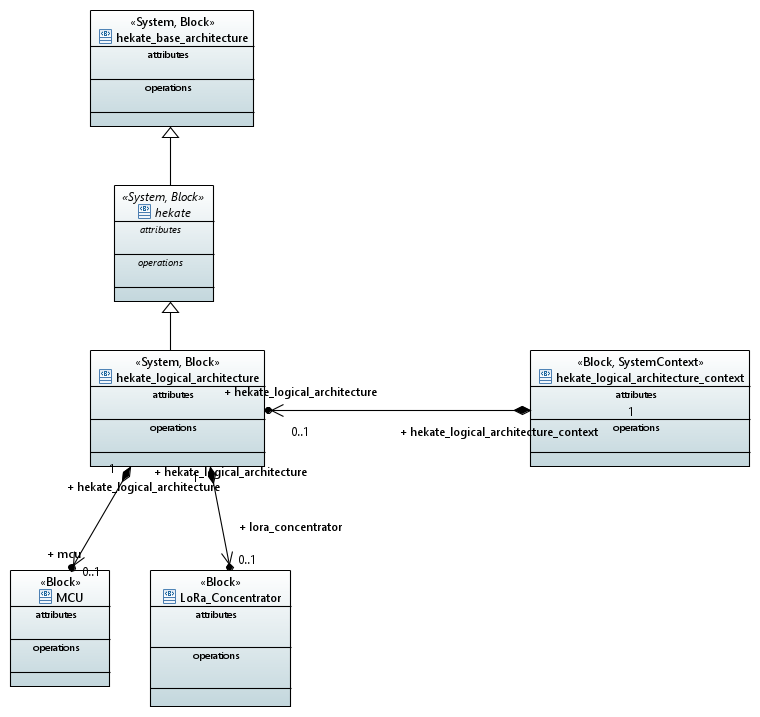 «System, Block»
hekate_base_architecture
attributes
operations
«System, Block»
hekate
attributes
operations
«System, Block»
hekate_logical_architecture
attributes
operations
«Block, SystemContext»
hekate_logical_architecture_context
attributes
1
operations
+ hekate_logical_architecture
0..1
+ hekate_logical_architecture_context
1
+ hekate_logical_architecture
1
+ hekate_logical_architecture
+ lora_concentrator
+ mcu
0..1
0..1
«Block»
MCU
attributes
operations
«Block»
LoRa_Concentrator
attributes
operations